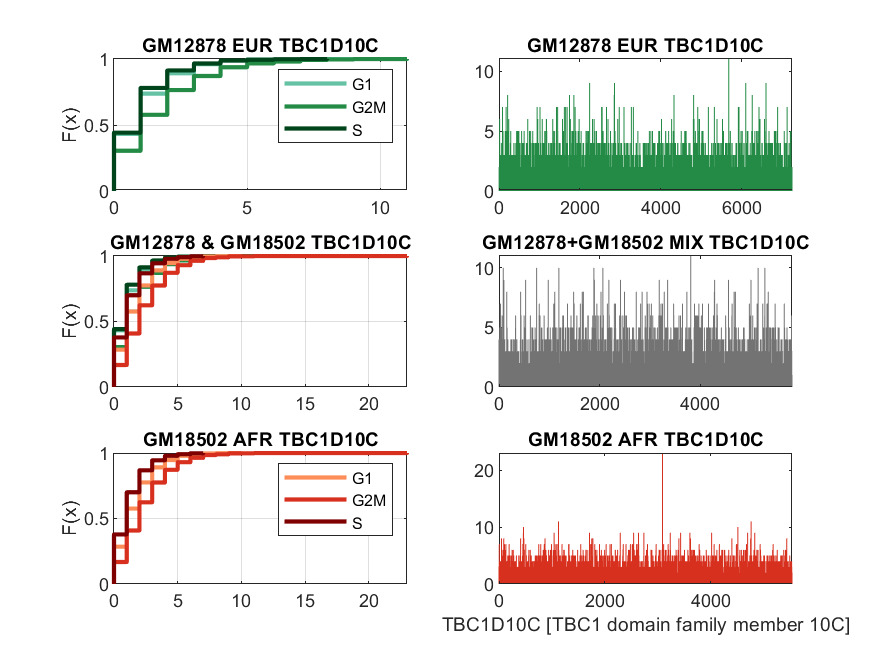 GM12878 EUR TBC1D10C
F(x)
1
0.5
0
0
5
10
G1
G2M
S
GM12878 EUR TBC1D10C
10
5
0
0
2000
4000
6000
GM12878 & GM18502 TBC1D10C
F(x)
1
0.5
0
0
5
10
15
20
GM12878+GM18502 MIX TBC1D10C
10
5
0
0
2000
4000
GM18502 AFR TBC1D10C
F(x)
1
0.5
0
0
5
10
15
20
G1
G2M
S
GM18502 AFR TBC1D10C
20
10
0
0
2000
4000
TBC1D10C [TBC1 domain family member 10C]